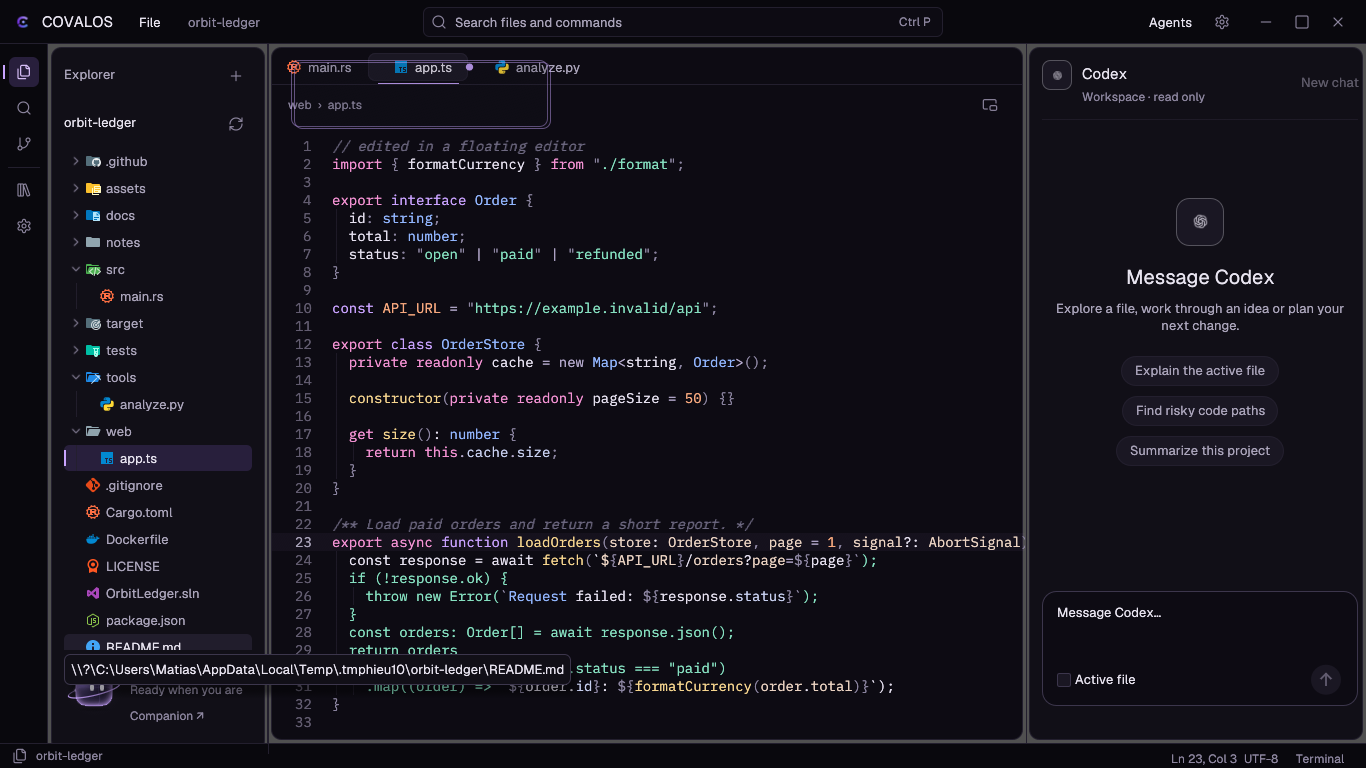 COVALOS File orbit-ledger Search files and commands Ctrl P Agents
Explorer
orbit-ledger
.github
assets
docs
notes
src
main.rs
target
tests
tools
analyze.py
web
app.ts
.gitignore
Cargo.toml
Dockerfile
LICENSE
OrbitLedger.sln
package.json
README.md
\\?\C:\Users\Matias\AppData\Local\Temp\.tmphieu10\orbit-ledger\README.md
Ready when you are
Companion ↗
main.rs app.ts analyze.py
web › app.ts
1 // edited in a floating editor
2 import { formatCurrency } from "./format";
3
4 export interface Order {
5 id: string;
6 total: number;
7 status: "open" | "paid" | "refunded";
8 }
9
10 const API_URL = "https://example.invalid/api";
11
12 export class OrderStore {
13 private readonly cache = new Map<string, Order>();
14
15 constructor(private readonly pageSize = 50) {}
16
17 get size(): number {
18 return this.cache.size;
19 }
20 }
21
22 /** Load paid orders and return a short report. */
23 export async function loadOrders(store: OrderStore, page = 1, signal?: AbortSignal)
24 const response = await fetch(`${API_URL}/orders?page=${page}`);
25 if (!response.ok) {
26 throw new Error(`Request failed: ${response.status}`);
27 }
28 const orders: Order[] = await response.json();
29 return orders
.status === "paid")
31 .map((order) => `${order.id}: ${formatCurrency(order.total)}`);
32 }
33
Codex
Workspace · read only
New chat
Message Codex
Explore a file, work through an idea or plan your
next change.
Explain the active file
Find risky code paths
Summarize this project
Message Codex…
Active file
orbit-ledger Ln 23, Col 3 UTF-8 Terminal